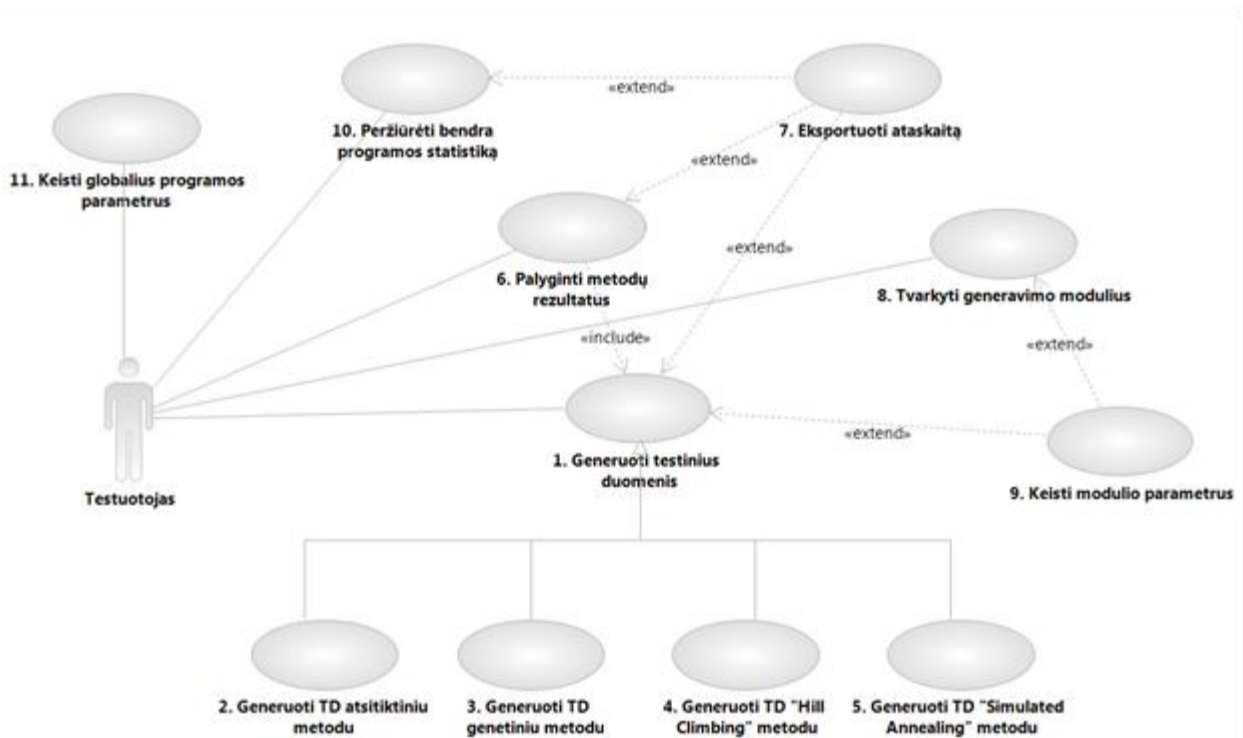 «extend»
10. Peržiūrėti bendra
programos statistiką
7. Eksportuoti ataskaitą
11. Keisti globalius programos
parametrus
«extend»
«extend»
6. Palyginti metodų
rezultatus
8. Tvarkyti generavimo modulius
«include»
«extend»
«extend»
1. Generuoti testinius
duomenis
9. Keisti modulio parametrus
Testuotojas
2. Generuoti TD atsitiktiniu
metodu
3. Generuoti TD
genetiniu metodu
4. Generuoti TD "Hill
Climbing" metodu
5. Generuoti TD "Simulated
Annealing" metodu